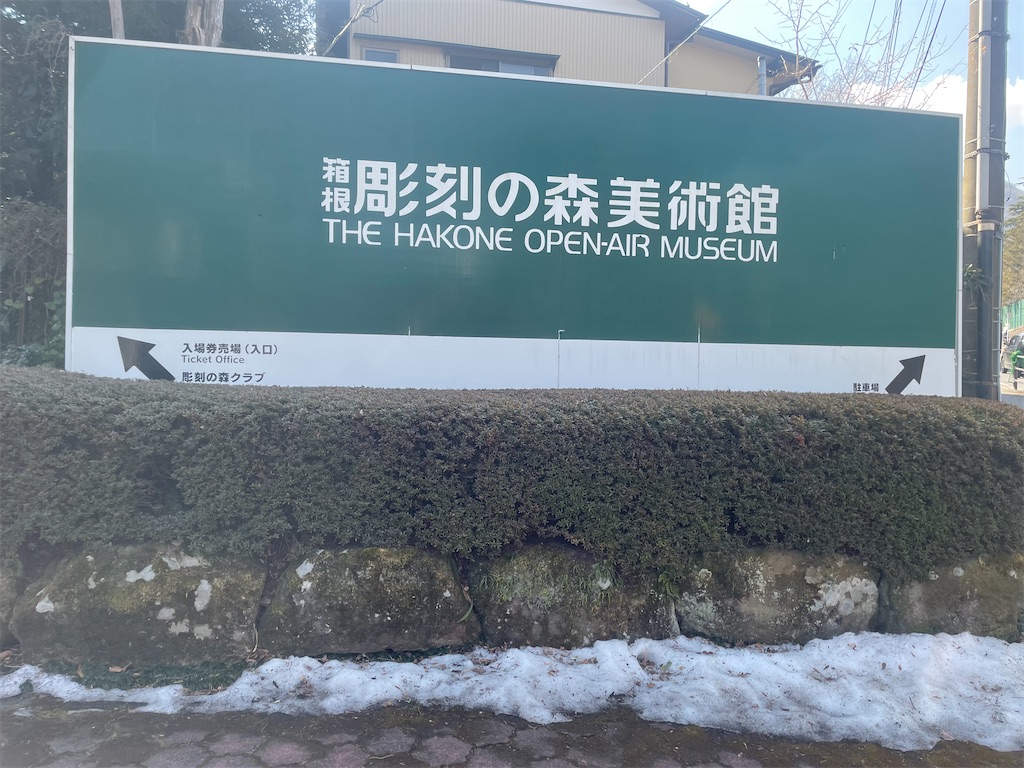 箱根彫刻の森美術館
THE HAKONE OPEN-AIR MUSEUM
入場券売場（入口）
Ticket Office
彫刻の森クラブ
駐車場